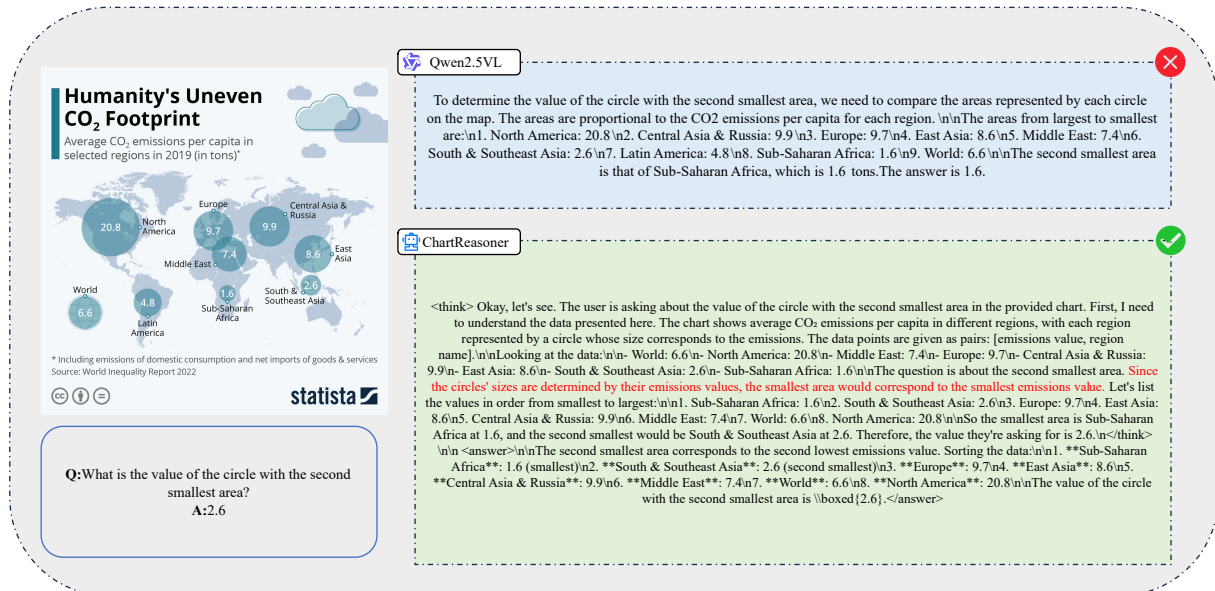 Humanity's Uneven
CO₂ Footprint
Average CO₂ emissions per capita in
selected regions in 2019 (in tons)*
20.8
North
America
Europe
9.7
Central Asia &
Russia
9.9
7.4
Middle East
8.6
East
Asia
World
6.6
4.8
Latin
America
1.6
Sub-Saharan
Africa
South &
Southeast Asia
2.6
* Including emissions of domestic consumption and net imports of goods & services
Source: World Inequality Report 2022
cc
statista
Q:What is the value of the circle with the second
smallest area?
A:2.6
Qwen2.5VL
To determine the value of the circle with the second smallest area, we need to compare the areas represented by each circle
on the map. The areas are proportional to the CO2 emissions per capita for each region. \n\nThe areas from largest to smallest
are:\n1. North America: 20.8\n2. Central Asia & Russia: 9.9\n3. Europe: 9.7\n4. East Asia: 8.6\n5. Middle East: 7.4\n6.
South & Southeast Asia: 2.6\n7. Latin America: 4.8\n8. Sub-Saharan Africa: 1.6\n9. World: 6.6\n\nThe second smallest area
is that of Sub-Saharan Africa, which is 1.6 tons.The answer is 1.6.
ChartReasoner
<think> Okay, let's see. The user is asking about the value of the circle with the second smallest area in the provided chart. First, I need
to understand the data presented here. The chart shows average CO₂ emissions per capita in different regions, with each region
represented by a circle whose size corresponds to the emissions. The data points are given as pairs: [emissions value, region
name].\n\nLooking at the data:\n\n- World: 6.6\n- North America: 20.8\n- Middle East: 7.4\n- Europe: 9.7\n- Central Asia & Russia:
9.9\n- East Asia: 8.6\n- South & Southeast Asia: 2.6\n- Sub-Saharan Africa: 1.6\n\nThe question is about the second smallest area. Since
the circles' sizes are determined by their emissions values, the smallest area would correspond to the smallest emissions value. Let's list
the values in order from smallest to largest:\n\n1. Sub-Saharan Africa: 1.6\n2. South & Southeast Asia: 2.6\n3. Europe: 9.7\n4. East Asia:
8.6\n5. Central Asia & Russia: 9.9\n6. Middle East: 7.4\n7. World: 6.6\n8. North America: 20.8\n\nSo the smallest area is Sub-Saharan
Africa at 1.6, and the second smallest would be South & Southeast Asia at 2.6. Therefore, the value they're asking for is 2.6.\n</think>
\n\n <answer>\n\nThe second smallest area corresponds to the second lowest emissions value. Sorting the data:\n\n1. **Sub-Saharan
Africa**: 1.6 (smallest)\n2. **South & Southeast Asia**: 2.6 (second smallest)\n3. **Europe**: 9.7\n4. **East Asia**: 8.6\n5.
**Central Asia & Russia**: 9.9\n6. **Middle East**: 7.4\n7. **World**: 6.6\n8. **North America**: 20.8\n\nThe value of the circle
with the second smallest area is \\boxed{2.6}.</answer>